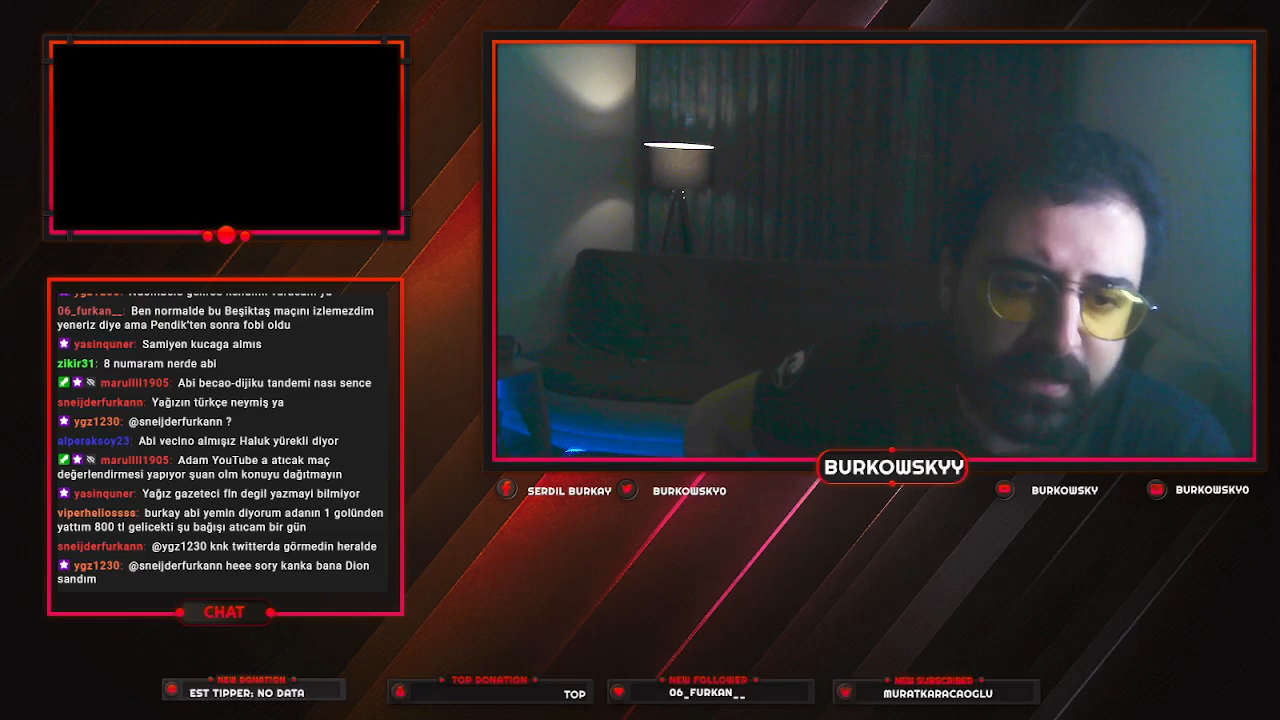 06_furkan__: Ben normalde bu Beşiktaş maçını izlemezdim
yeneriz diye ama Pendik'ten sonra fobi oldu
yasinquner: Samiyen kucaga almıs
zikir31: 8 numaram nerde abi
marullll1905: Abi becao-dijiku tandemi nası sence
sneijderfurkann: Yağızın türkçe neymiş ya
ygz1230: @sneijderfurkann ?
alperaksoy23: Abi vecino almışız Haluk yürekli diyor
marullll1905: Adam YouTube a atıcak maç
değerlendirmesi yapıyor şuan olm konuyu dağıtmayın
yasinquner: Yağız gazeteci fln degil yazmayi bilmiyor
viperheliossss: burkay abi yemin diyorum adanın 1 golünden
yattım 800 tl gelicekti şu bağışı atıcam bir gün
sneijderfurkann: @ygz1230 knk twitterda görmedin heralde
ygz1230: @sneijderfurkann heee sory kanka bana Dion
sandım
CHAT
BURKOWSKYY
SERDIL BURKAY
BURKOWSKY0
BURKOWSKY
BURKOWSKY0
NEW DONATION
EST TIPPER: NO DATA
TOP DONATION
TOP
NEW FOLLOWER
06_FURKAN__
NEW SUBSCRIBER
MURATKARACAOGLU